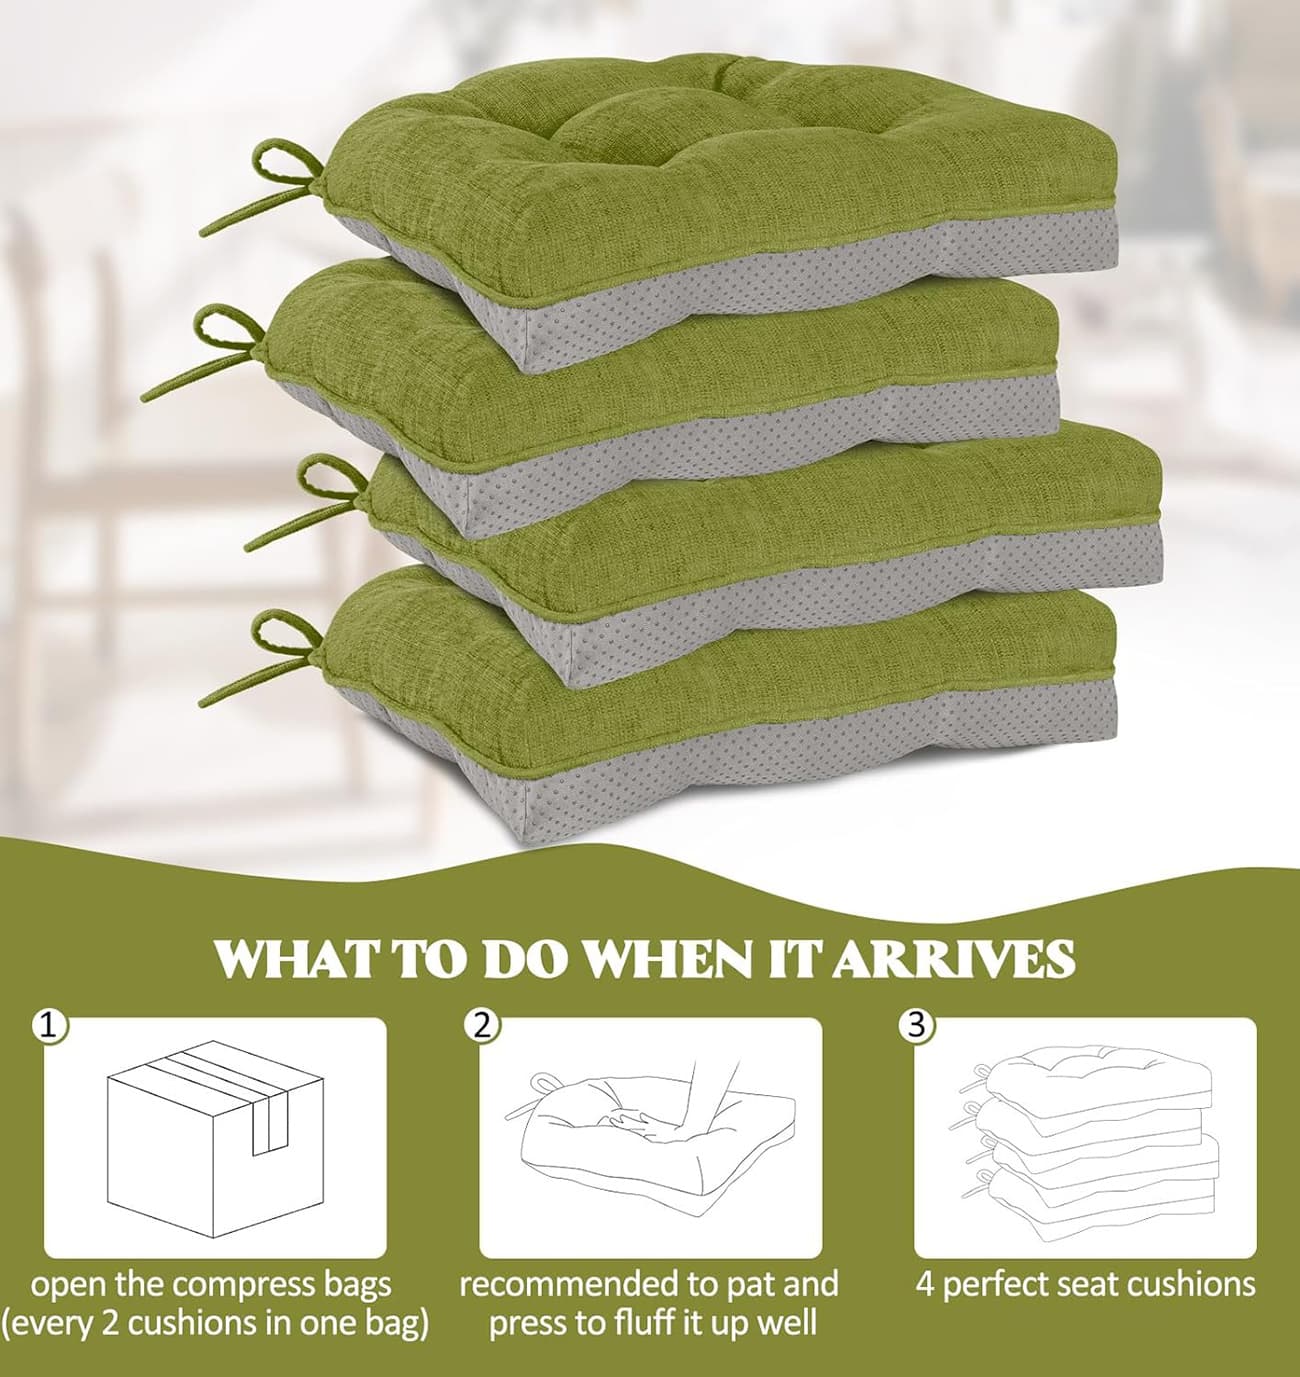 WHAT TO DO WHEN IT ARRIVES
1
open the compress bags
(every 2 cushions in one bag)
2
recommended to pat and
press to fluff it up well
3
4 perfect seat cushions